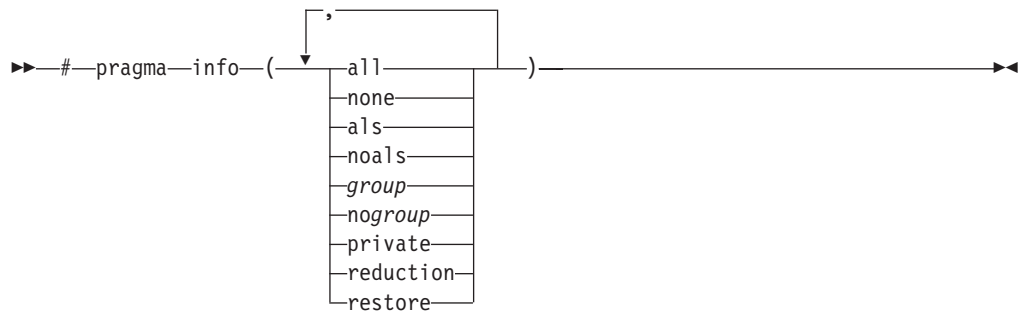 ,
# pragma info ( all )
none
als
noals
group
nogroup
private
reduction
restore